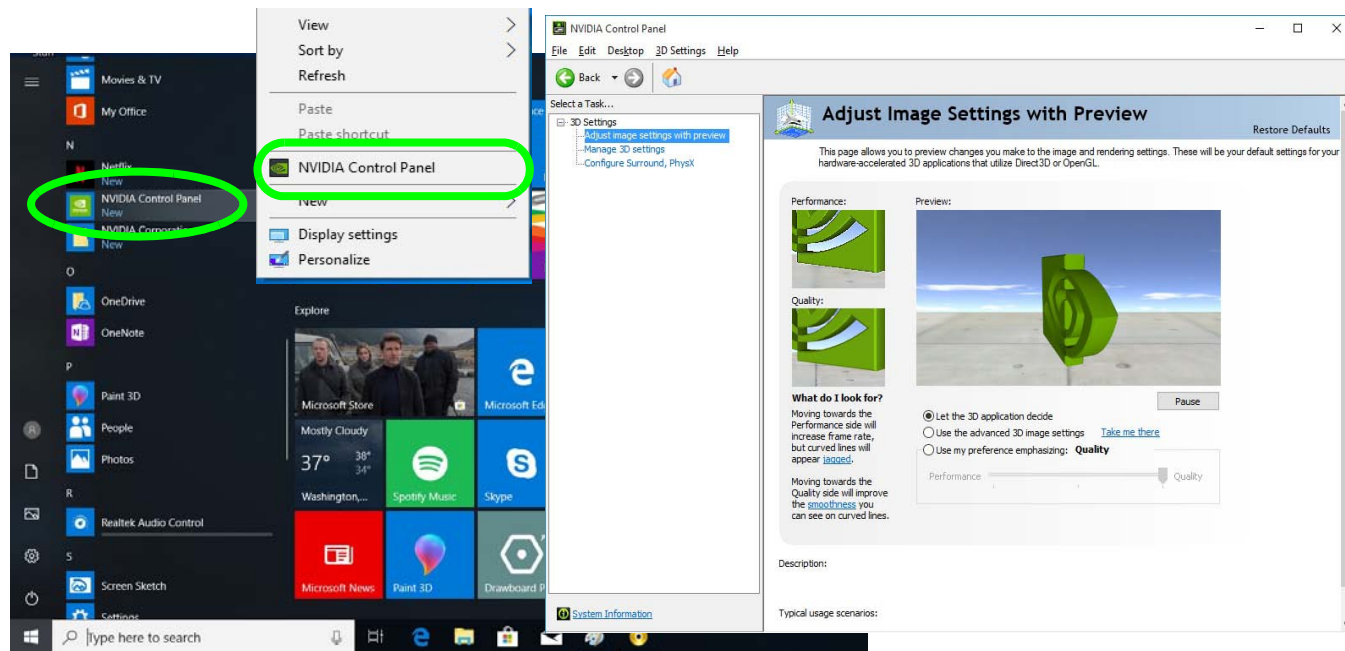 Movies & TV
My Office
N
Netflix
New
NVIDIA Control Panel
New
NVIDIA Corporation
New
O
OneDrive
OneNote
P
Paint 3D
People
Photos
R
Realtek Audio Control
S
Screen Sketch
Settings
Type here to search
Explore
Microsoft Store
Microsoft Ed
Mostly Cloudy
37°
38°
34°
Washington,...
Spotify Music
Skype
Microsoft News
Paint 3D
Drawboard P
View
Sort by
Refresh
Paste
Paste shortcut
NVIDIA Control Panel
New
Display settings
Personalize
NVIDIA Control Panel
File Edit Desktop 3D Settings Help
Back
Select a Task...
3D Settings
Adjust image settings with preview
Manage 3D settings
Configure Surround, PhysX
System Information
Adjust Image Settings with Preview
Restore Defaults
This page allows you to preview changes you make to the image and rendering settings. These will be your default settings for your
hardware-accelerated 3D applications that utilize Direct3D or OpenGL.
Performance:
Preview:
Quality:
What do I look for?
Moving towards the
Performance side will
increase frame rate,
but curved lines will
appear jagged.
Moving towards the
Quality side will improve
the smoothness you
can see on curved lines.
Pause
Let the 3D application decide
Use the advanced 3D image settings Take me there
Use my preference emphasizing: Quality
Performance
Quality
Description:
Typical usage scenarios: